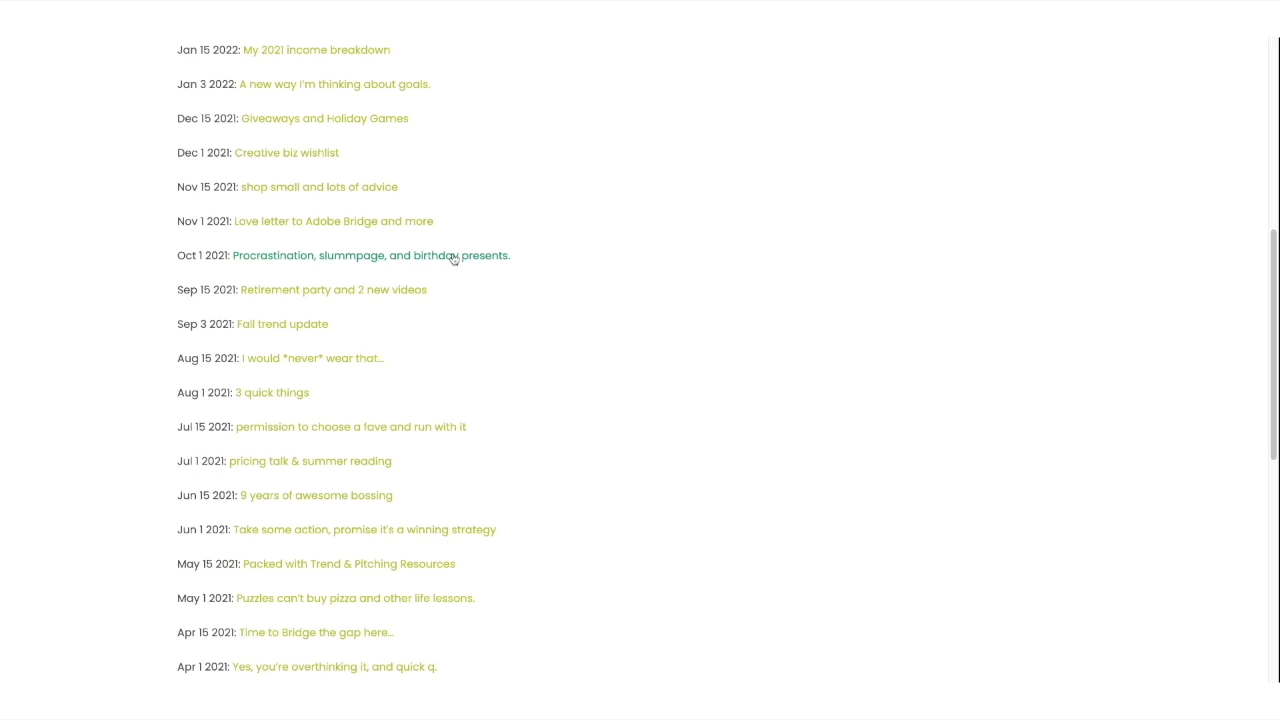 Jan 15 2022: My 2021 income breakdown
Jan 3 2022: A new way I'm thinking about goals.
Dec 15 2021: Giveaways and Holiday Games
Dec 1 2021: Creative biz wishlist
Nov 15 2021: shop small and lots of advice
Nov 1 2021: Love letter to Adobe Bridge and more
Oct 1 2021: Procrastination, slummpage, and birthday presents.
Sep 15 2021: Retirement party and 2 new videos
Sep 3 2021: Fall trend update
Aug 15 2021: I would *never* wear that...
Aug 1 2021: 3 quick things
Jul 15 2021: permission to choose a fave and run with it
Jul 1 2021: pricing talk & summer reading
Jun 15 2021: 9 years of awesome bossing
Jun 1 2021: Take some action, promise it's a winning strategy
May 15 2021: Packed with Trend & Pitching Resources
May 1 2021: Puzzles can't buy pizza and other life lessons.
Apr 15 2021: Time to Bridge the gap here...
Apr 1 2021: Yes, you're overthinking it, and quick q.